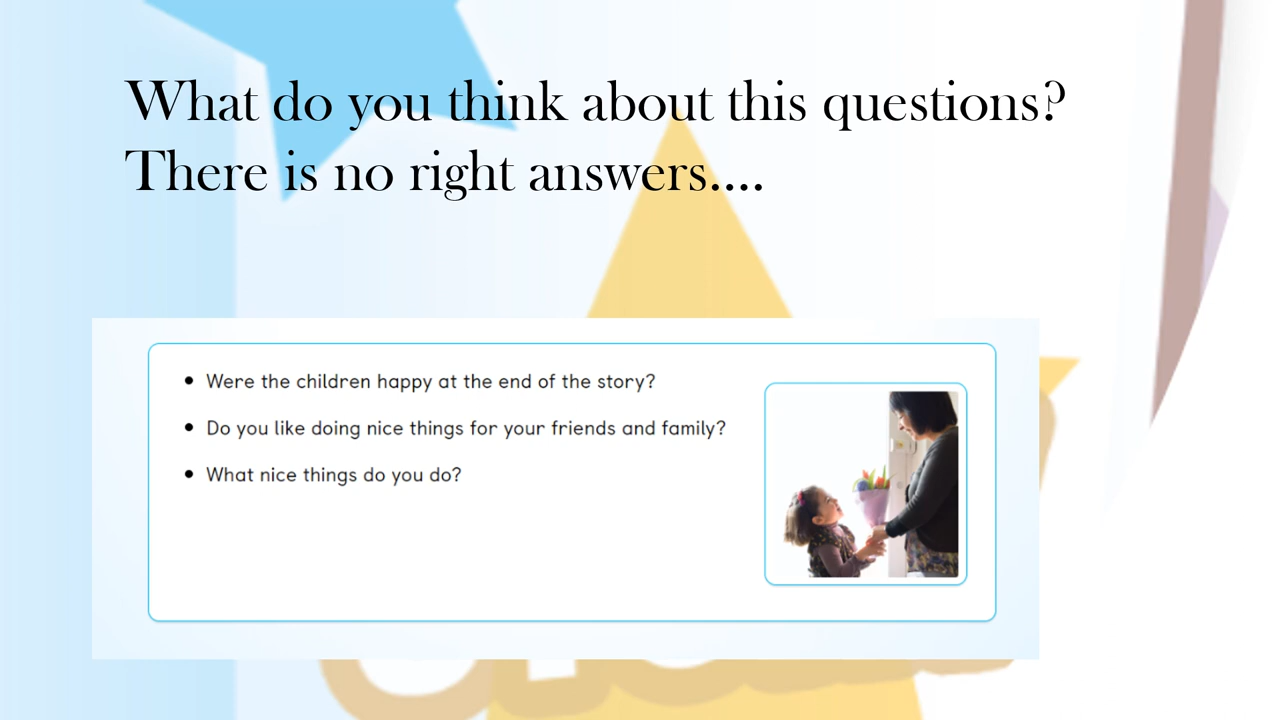 What do you think about this questions?
There is no right answers....
• Were the children happy at the end of the story?
• Do you like doing nice things for your friends and family?
• What nice things do you do?